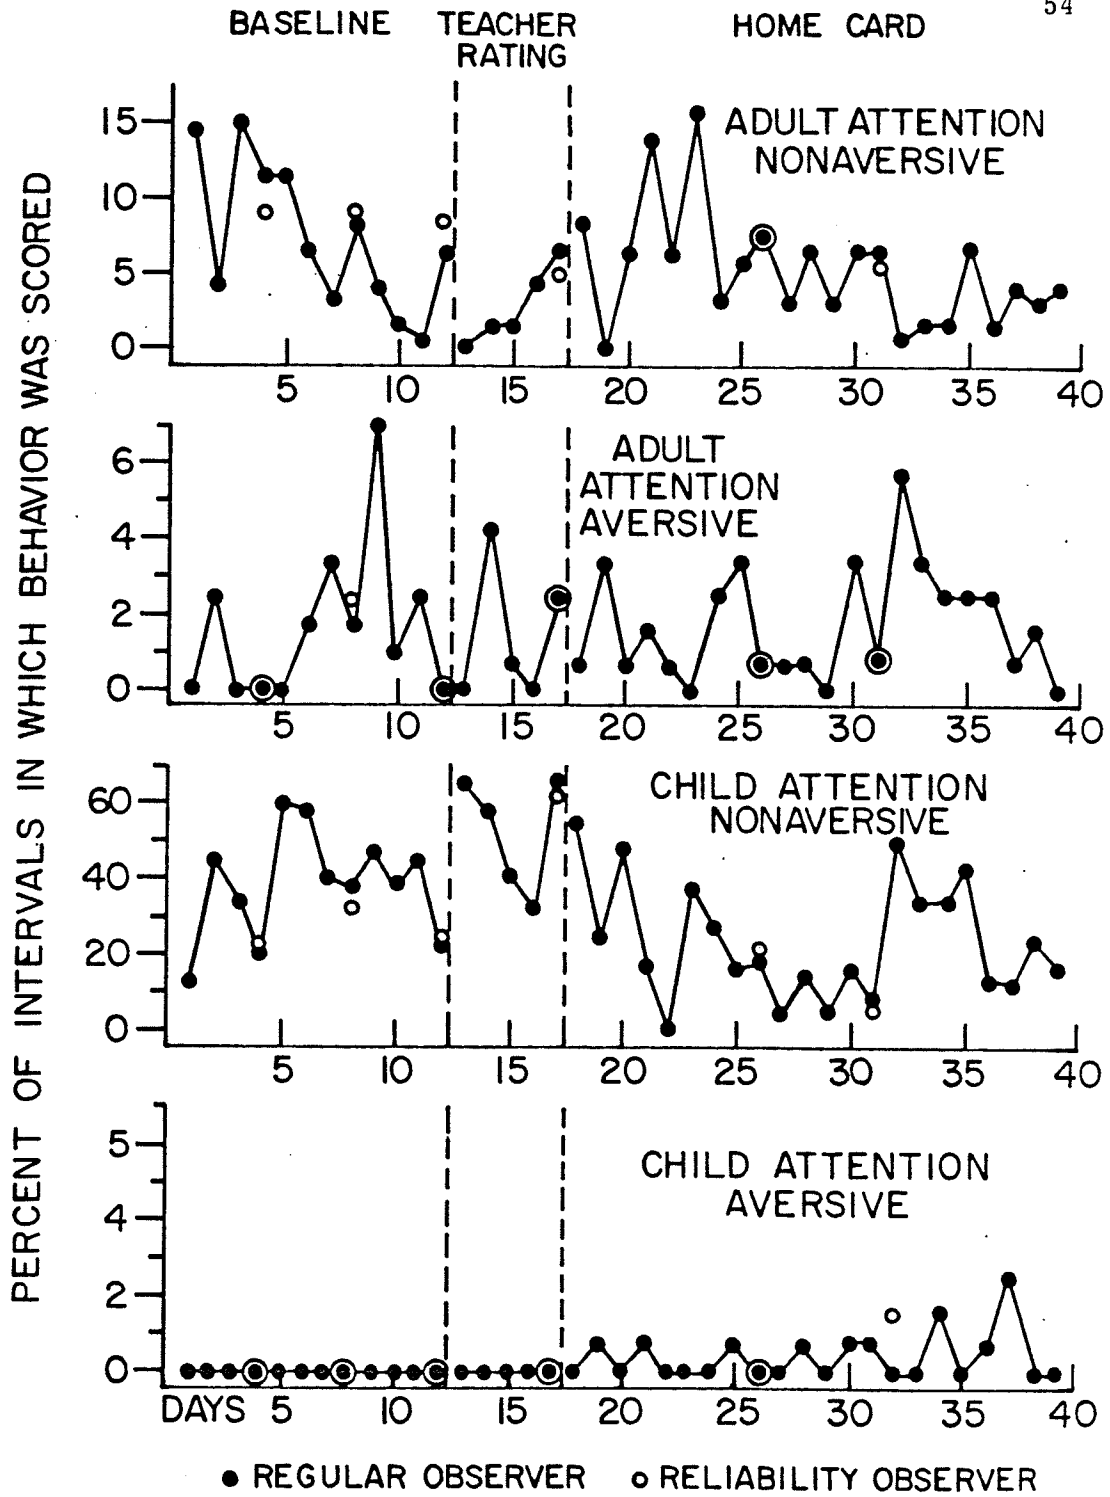 54
BASELINE TEACHER RATING HOME CARD
PERCENT OF INTERVALS IN WHICH BEHAVIOR WAS SCORED
ADULT ATTENTION
NONAVERSIVE
15
10
5
0
5 10 15 20 25 30 35 40
ADULT
ATTENTION
AVERSIVE
6
4
2
0
5 10 15 20 25 30 35 40
CHILD ATTENTION
NONAVERSIVE
60
40
20
0
5 10 15 20 25 30 35 40
CHILD ATTENTION
AVERSIVE
5
4
2
0
DAYS 5 10 15 20 25 30 35 40
REGULAR OBSERVER RELIABILITY OBSERVER